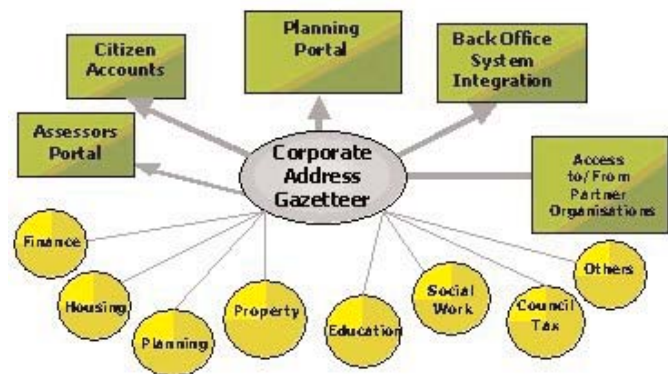 Planning
Portal
Citizen
Accounts
Back Office
System
Integration
Assessors
Portal
Corporate
Address
Gazetteer
Access
to/From
Partner
Organisations
Finance
Housing
Planning
Property
Education
Social
Work
Council
Tax
Others